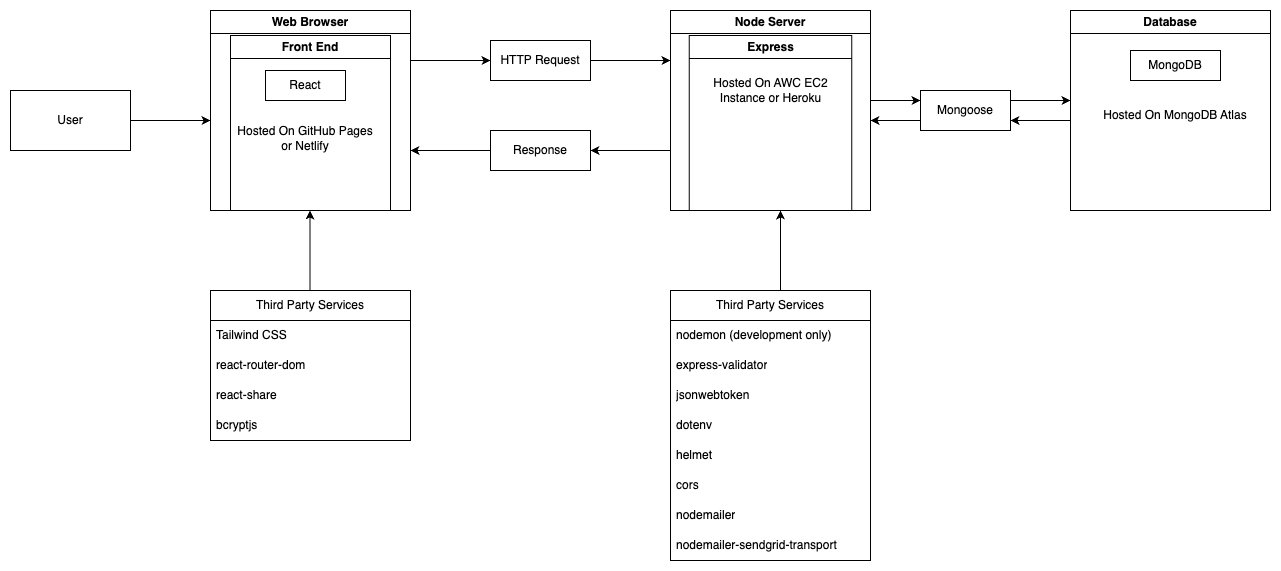 User
Web Browser
Front End
React
Hosted On GitHub Pages
or Netlify
HTTP Request
Response
Node Server
Express
Hosted On AWC EC2
Instance or Heroku
Mongoose
Database
MongoDB
Hosted On MongoDB Atlas
Third Party Services
Tailwind CSS
react-router-dom
react-share
bcryptjs
Third Party Services
nodemon (development only)
express-validator
jsonwebtoken
dotenv
helmet
cors
nodemailer
nodemailer-sendgrid-transport